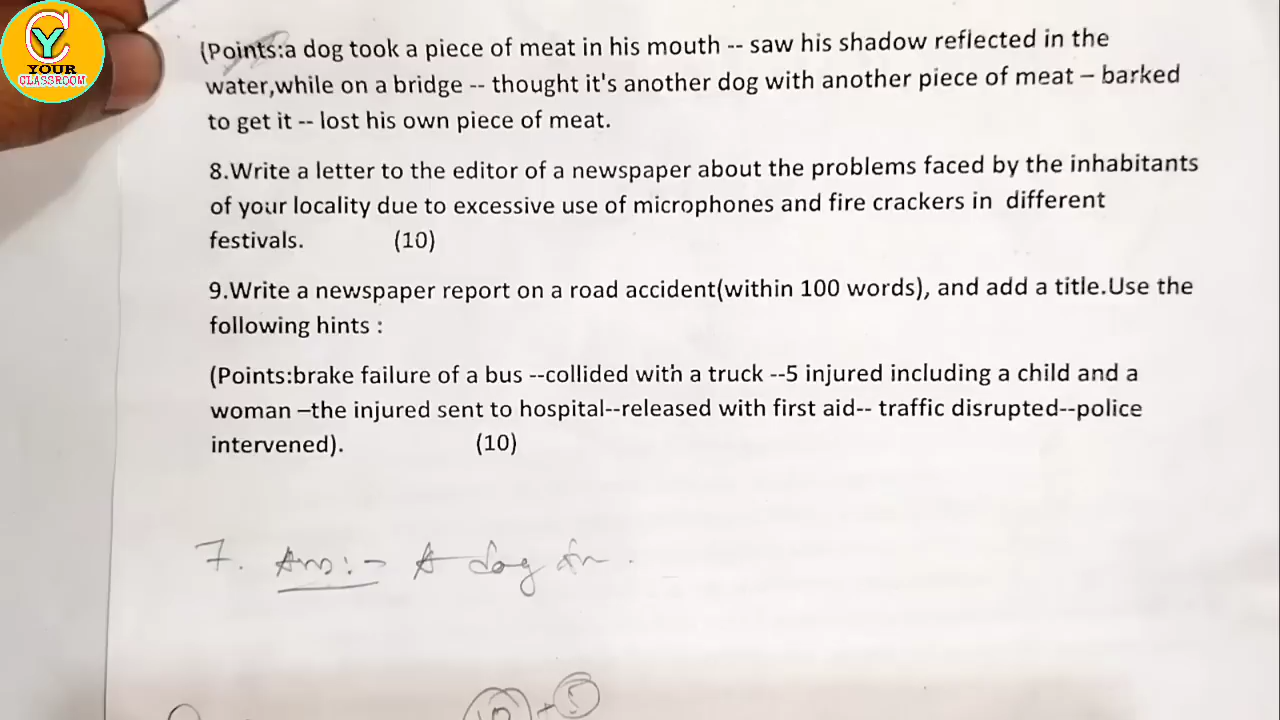 CY
YOUR
CLASSROOM
(Points:a dog took a piece of meat in his mouth -- saw his shadow reflected in the
water,while on a bridge -- thought it's another dog with another piece of meat – barked
to get it -- lost his own piece of meat.
8.Write a letter to the editor of a newspaper about the problems faced by the inhabitants
of your locality due to excessive use of microphones and fire crackers in different
festivals. (10)
9.Write a newspaper report on a road accident(within 100 words), and add a title.Use the
following hints :
(Points:brake failure of a bus --collided with a truck --5 injured including a child and a
woman –the injured sent to hospital--released with first aid-- traffic disrupted--police
intervened). (10)
7. Ans:- A dog